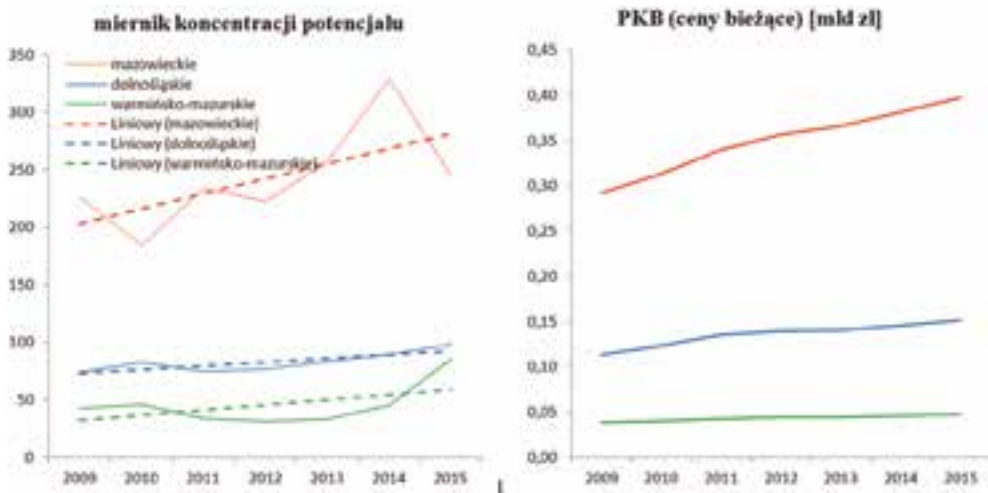 miernik koncentracji potencjału
350
300
250
200
150
100
50
0
mazowieckie
dolnośląskie
warmińsko-mazurskie
Liniowy (mazowieckie)
Liniowy (dolnośląskie)
Liniowy (warmińsko-mazurskie)
2009 2010 2011 2012 2013 2014 2015
PKB (ceny bieżące) [mld zł]
0,45
0,40
0,35
0,30
0,25
0,20
0,15
0,10
0,05
0,00
2009 2010 2011 2012 2013 2014 2015